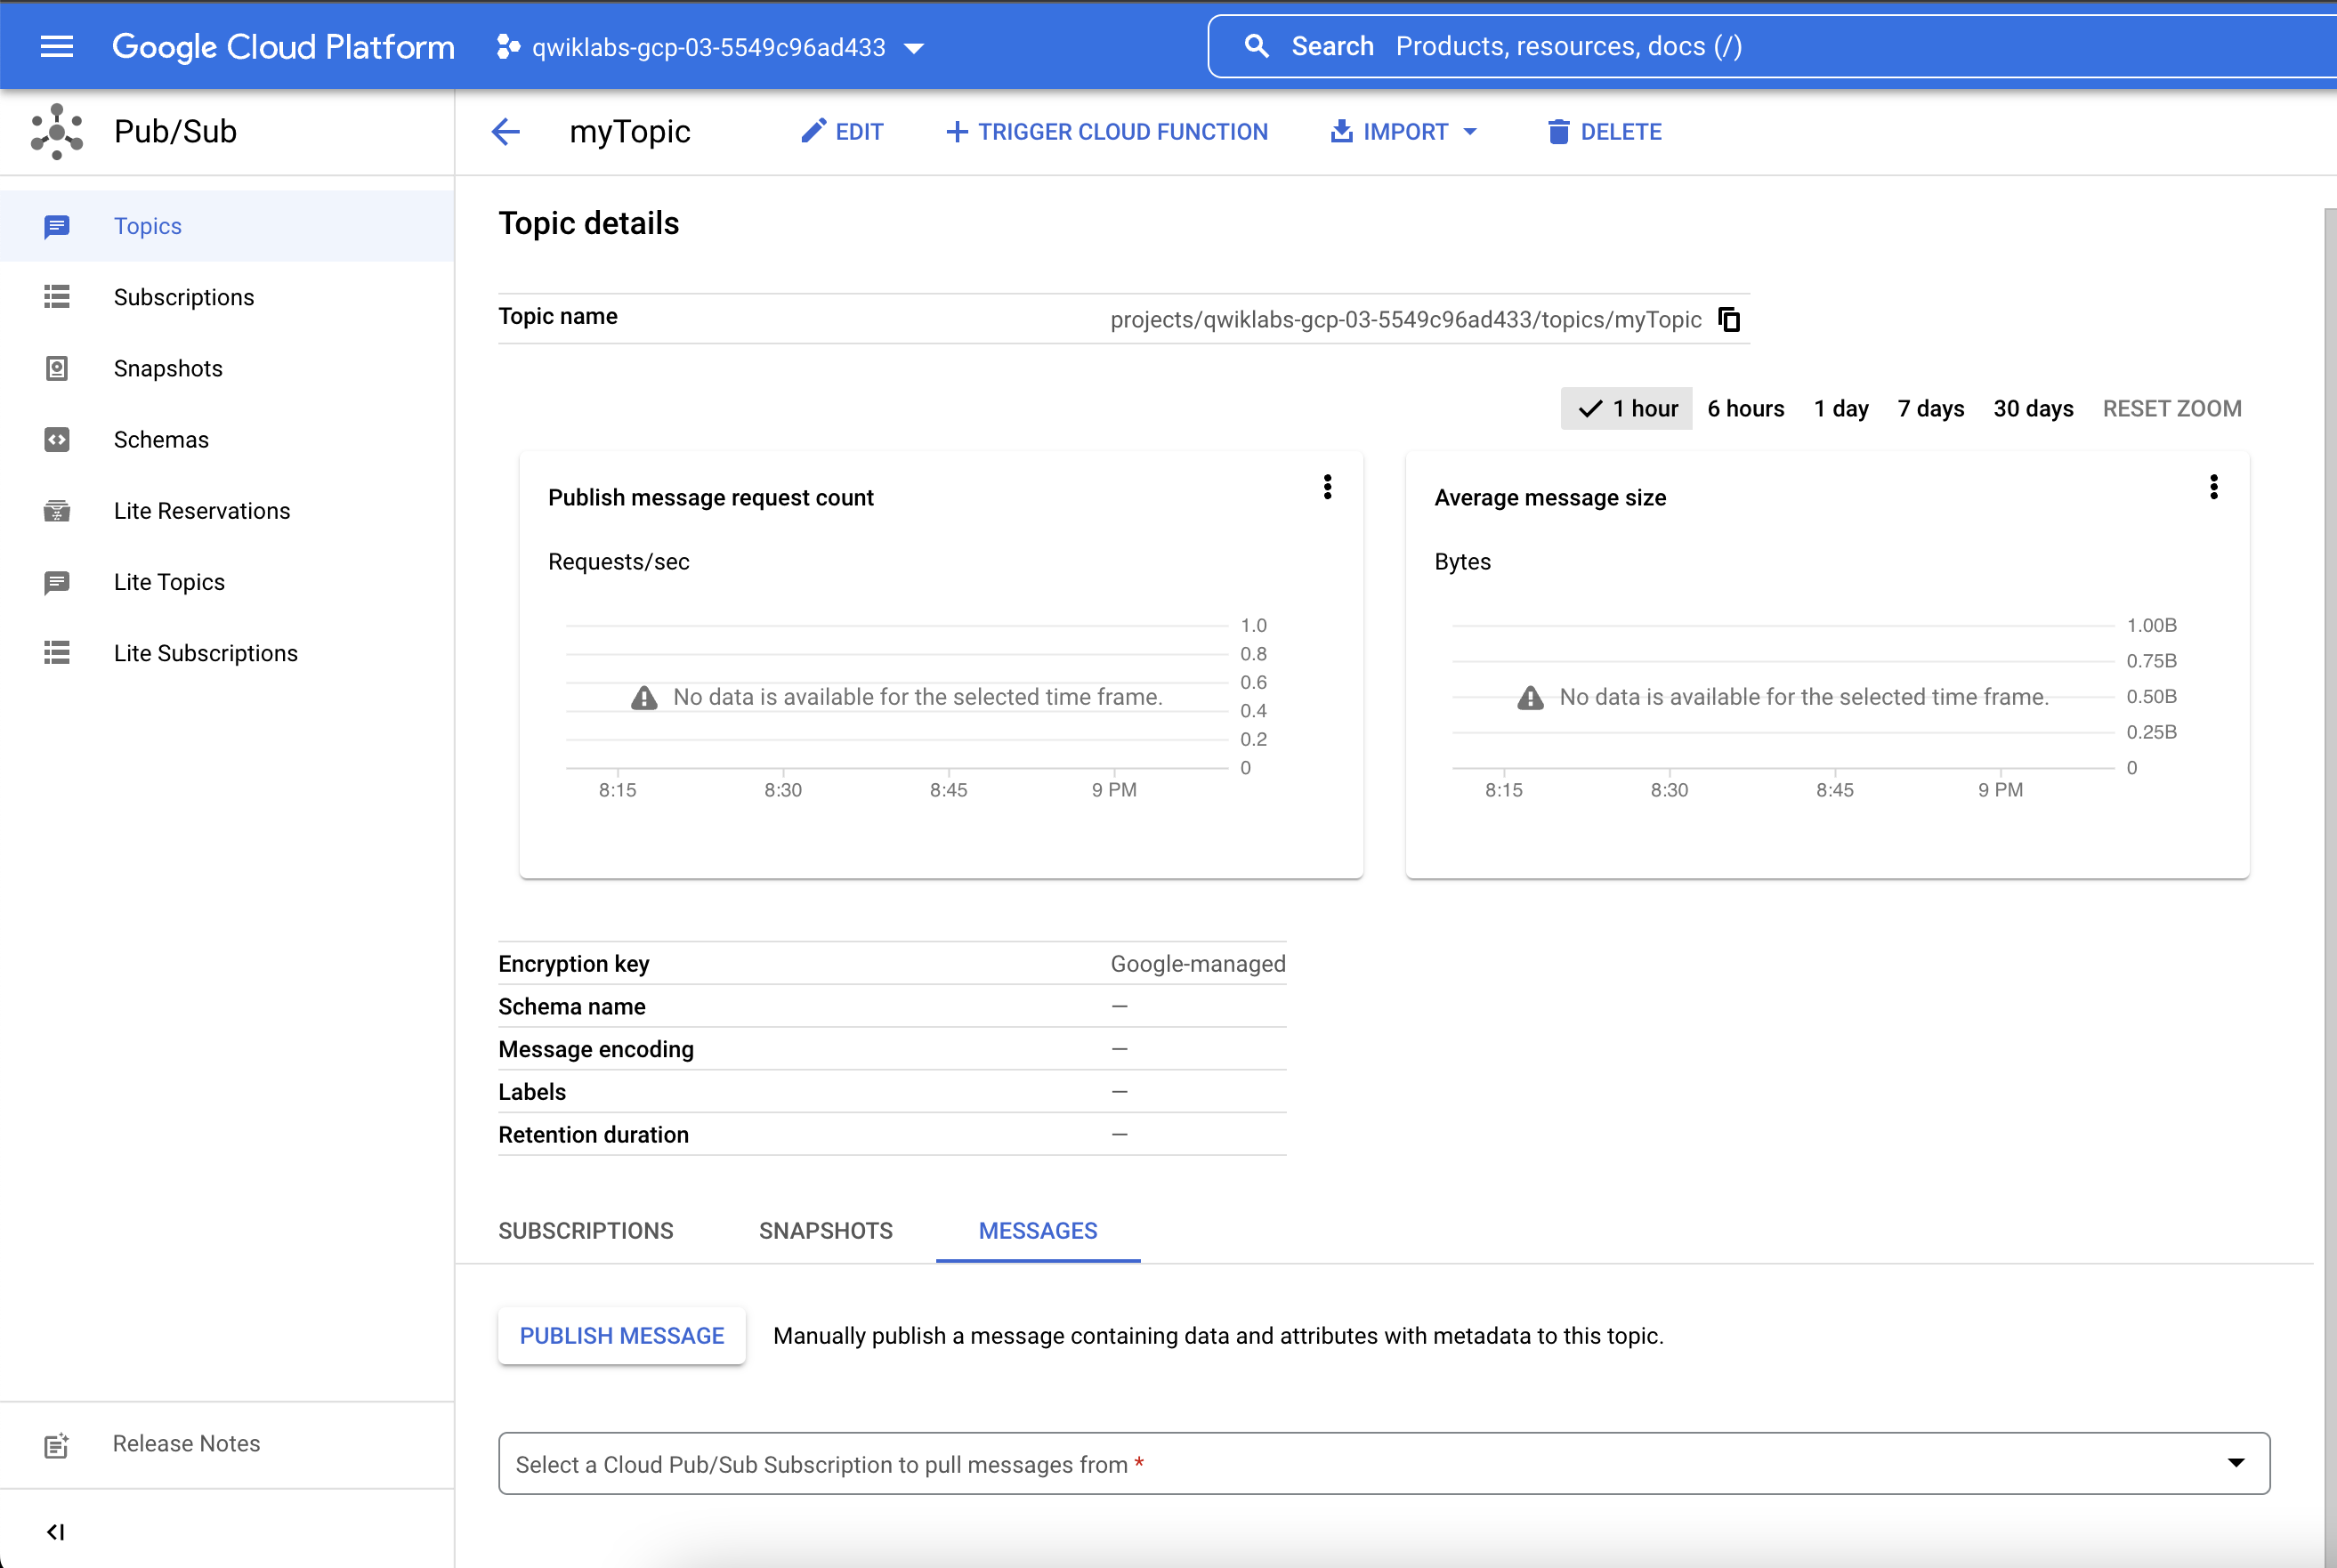 Google Cloud Platform
qwiklabs-gcp-03-5549c96ad433
Search Products, resources, docs (/)
Pub/Sub
myTopic
EDIT
TRIGGER CLOUD FUNCTION
IMPORT
DELETE
Topics
Subscriptions
Snapshots
Schemas
Lite Reservations
Lite Topics
Lite Subscriptions
Release Notes
Topic details
Topic name projects/qwiklabs-gcp-03-5549c96ad433/topics/myTopic
1 hour 6 hours 1 day 7 days 30 days RESET ZOOM
Publish message request count
Requests/sec
1.0
0.8
0.6
No data is available for the selected time frame.
0.4
0.2
0
8:15 8:30 8:45 9 PM
Average message size
Bytes
1.00B
0.75B
No data is available for the selected time frame. 0.50B
0.25B
0
8:15 8:30 8:45 9 PM
Encryption key Google-managed
Schema name —
Message encoding —
Labels —
Retention duration —
SUBSCRIPTIONS SNAPSHOTS MESSAGES
PUBLISH MESSAGE Manually publish a message containing data and attributes with metadata to this topic.
Select a Cloud Pub/Sub Subscription to pull messages from *